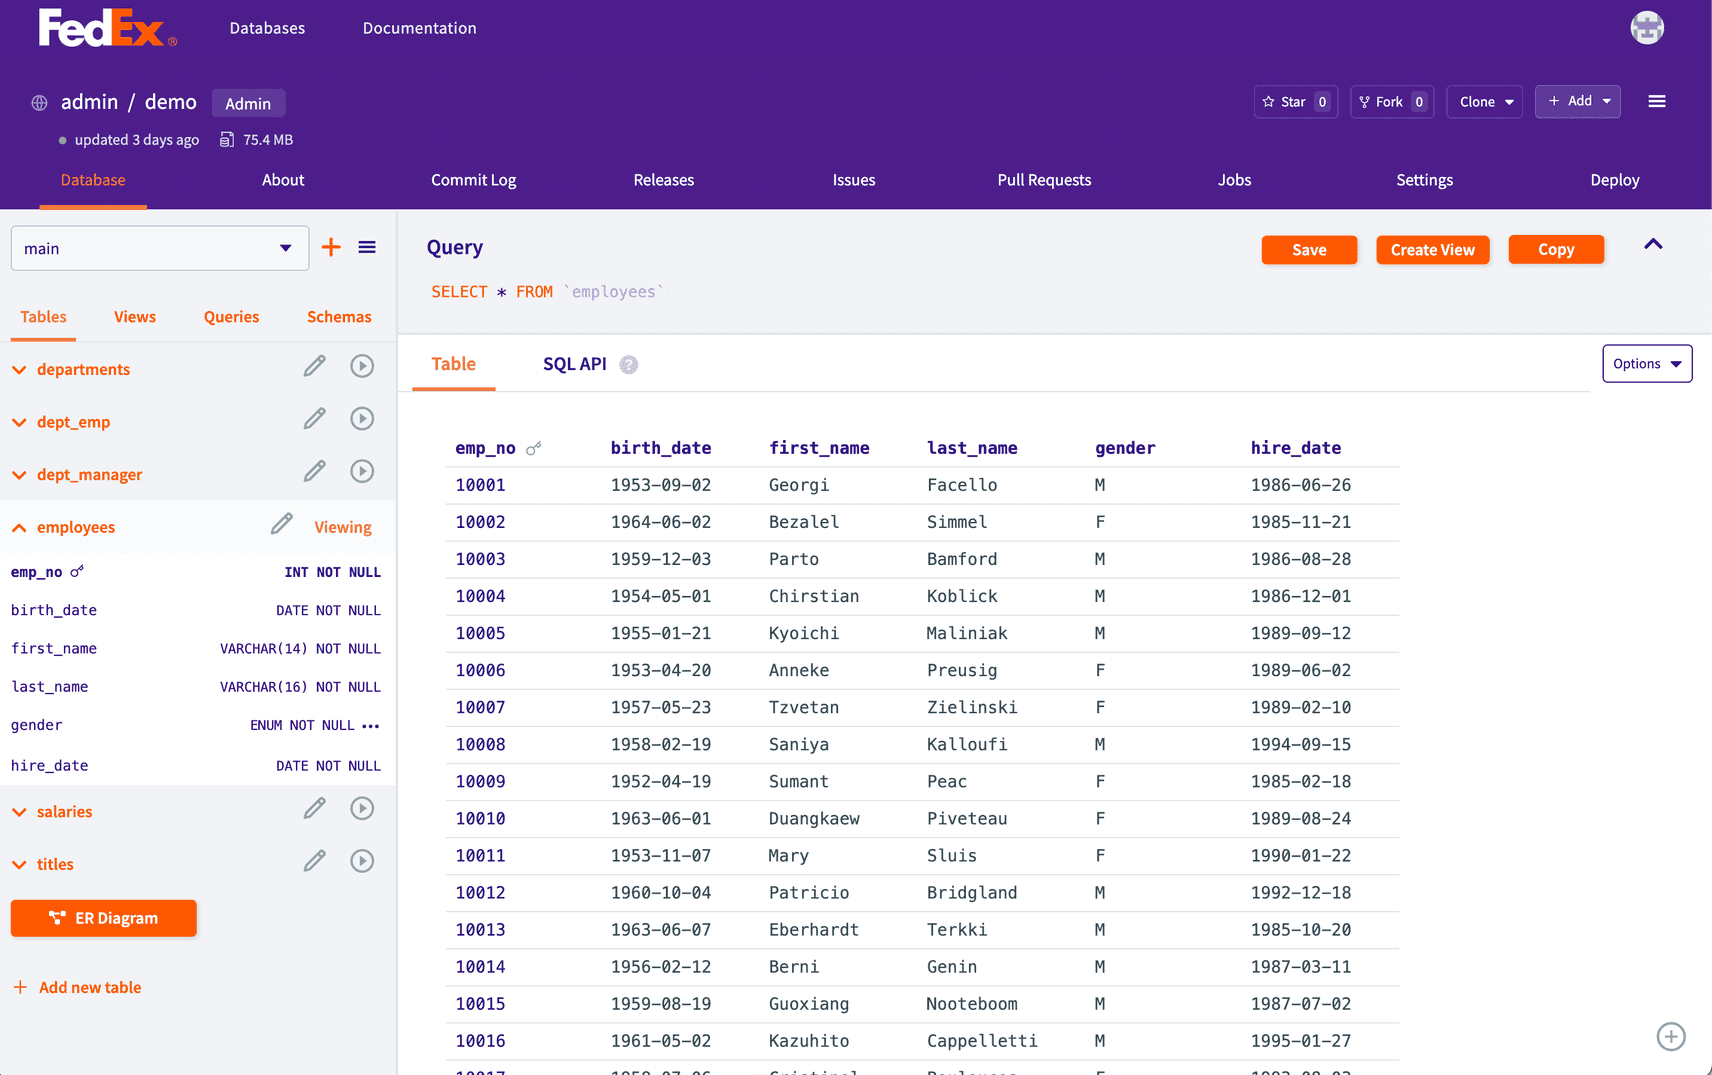 FedEx®
Databases Documentation
admin / demo Admin
Star 0 Fork 0 Clone + Add
updated 3 days ago 75.4 MB
Database About Commit Log Releases Issues Pull Requests Jobs Settings Deploy
main
Tables Views Queries Schemas
departments
dept_emp
dept_manager
employees Viewing
emp_no INT NOT NULL
birth_date DATE NOT NULL
first_name VARCHAR(14) NOT NULL
last_name VARCHAR(16) NOT NULL
gender ENUM NOT NULL •••
hire_date DATE NOT NULL
salaries
titles
ER Diagram
+ Add new table
Query
Save Create View Copy
SELECT * FROM `employees`
Table SQL API ?
Options
emp_no birth_date first_name last_name gender hire_date
10001 1953-09-02 Georgi Facello M 1986-06-26
10002 1964-06-02 Bezalel Simmel F 1985-11-21
10003 1959-12-03 Parto Bamford M 1986-08-28
10004 1954-05-01 Chirstian Koblick M 1986-12-01
10005 1955-01-21 Kyoichi Maliniak M 1989-09-12
10006 1953-04-20 Anneke Preusig F 1989-06-02
10007 1957-05-23 Tzvetan Zielinski F 1989-02-10
10008 1958-02-19 Saniya Kalloufi M 1994-09-15
10009 1952-04-19 Sumant Peac F 1985-02-18
10010 1963-06-01 Duangkaew Piveteau F 1989-08-24
10011 1953-11-07 Mary Sluis F 1990-01-22
10012 1960-10-04 Patricio Bridgland M 1992-12-18
10013 1963-06-07 Eberhardt Terkki M 1985-10-20
10014 1956-02-12 Berni Genin M 1987-03-11
10015 1959-08-19 Guoxiang Nooteboom M 1987-07-02
10016 1961-05-02 Kazuhito Cappelletti M 1995-01-27